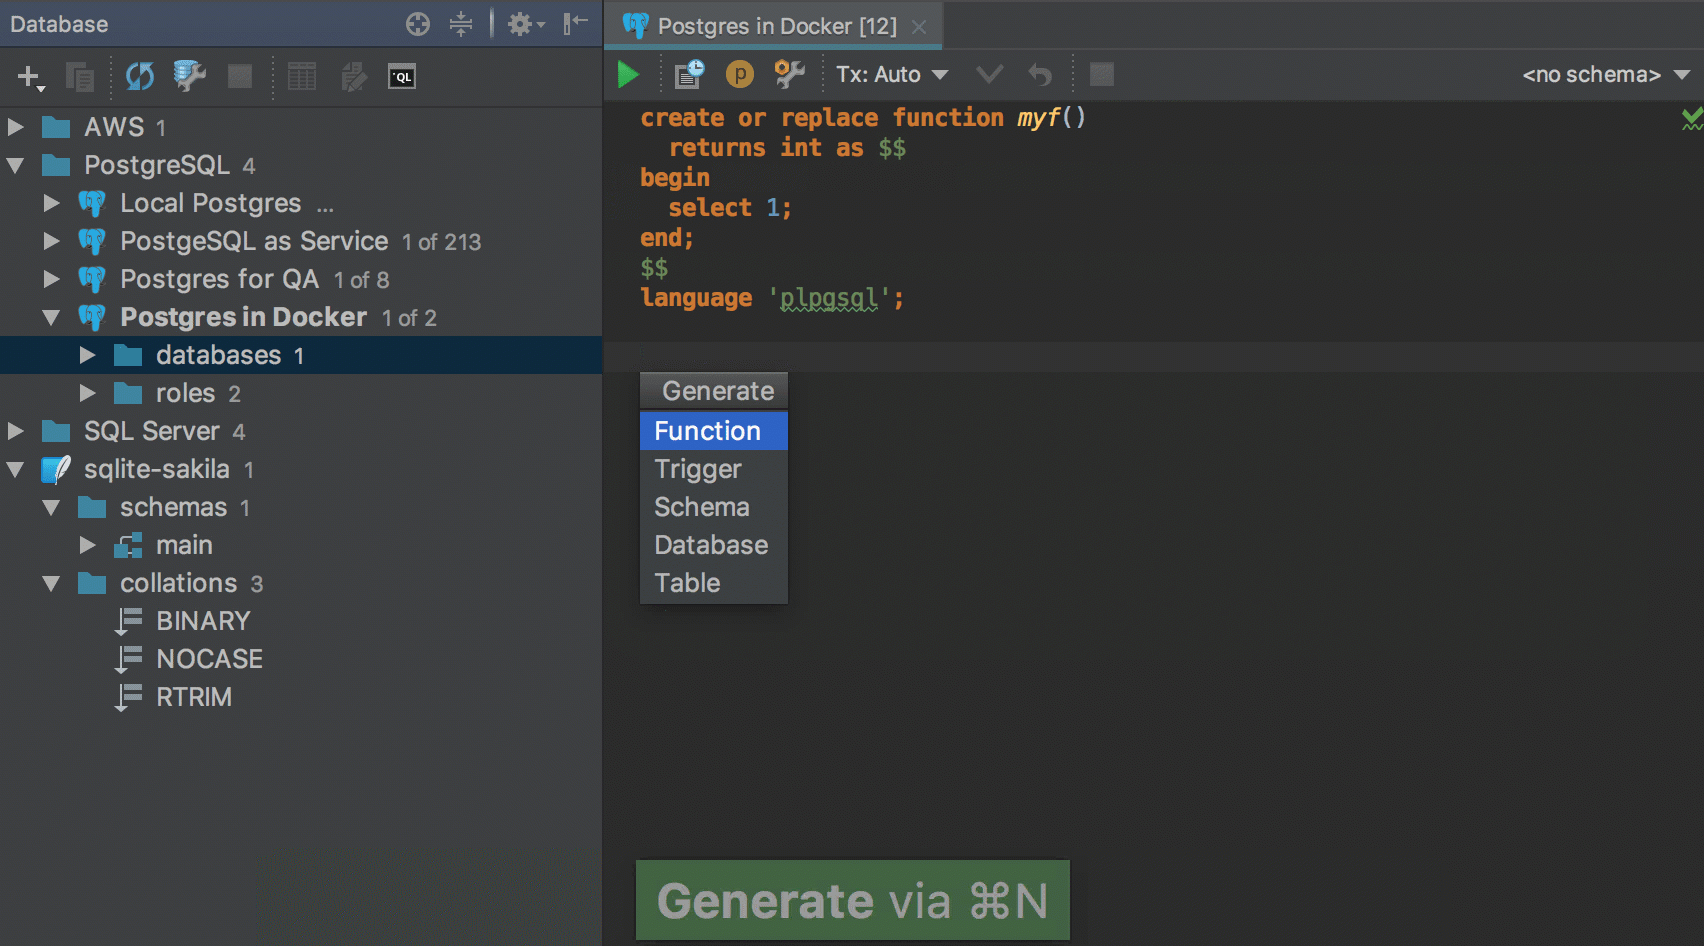 Database
QL
AWS 1
PostgreSQL 4
Local Postgres ...
PostgeSQL as Service 1 of 213
Postgres for QA 1 of 8
Postgres in Docker 1 of 2
databases 1
roles 2
SQL Server 4
sqlite-sakila 1
schemas 1
main
collations 3
BINARY
NOCASE
RTRIM
Postgres in Docker [12]
p
Tx: Auto
<no schema>
create or replace function myf()
returns int as $$
begin
select 1;
end;
$$
language 'plpgsql';
Generate
Function
Trigger
Schema
Database
Table
Generate via ⌘N